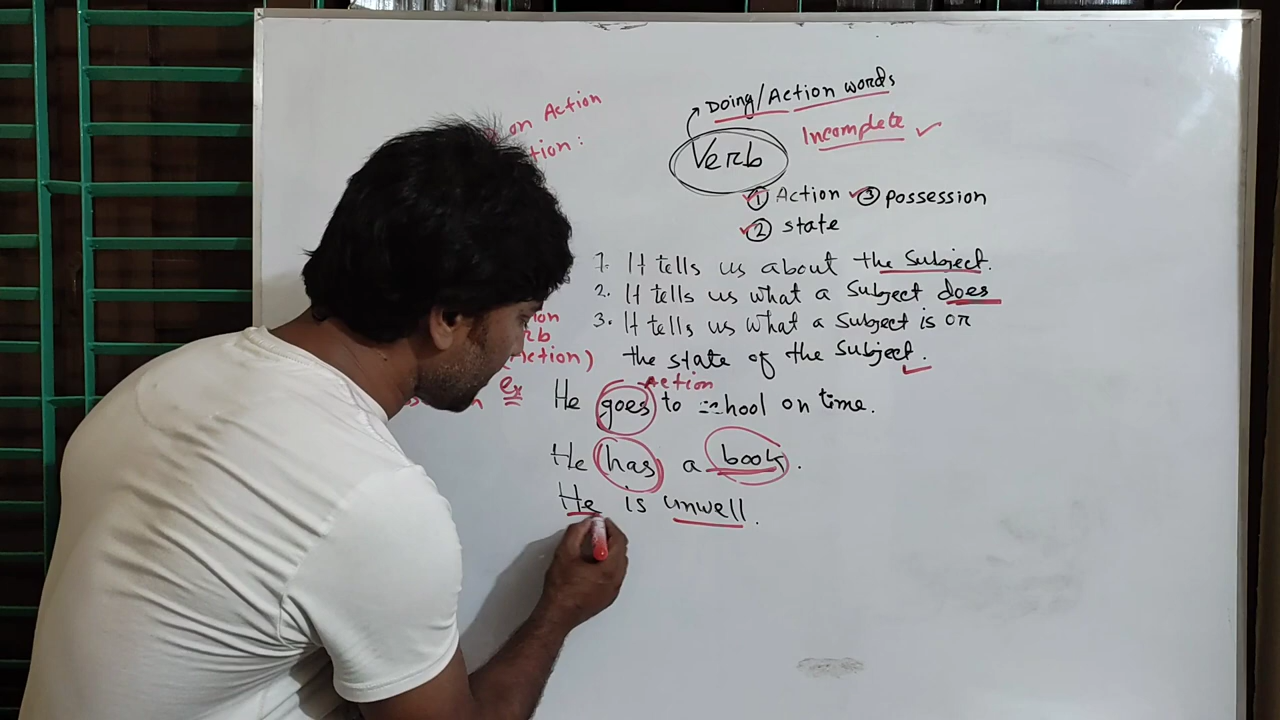 on Action
tion :
Doing/Action words
Verb
Incomplete ✓
① Action ③ possession
② state
1. It tells us about the Subject.
2. It tells us what a Subject does
3. It tells us what a Subject is or
the state of the Subject.
ion
rb
Action)
ex
Action
He goes to school on time.
He has a book.
He is unwell.